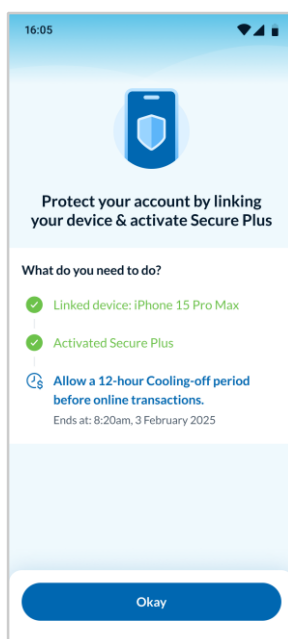 16:05
Protect your account by linking
your device & activate Secure Plus
What do you need to do?
Linked device: iPhone 15 Pro Max
Activated Secure Plus
Allow a 12-hour Cooling-off period
before online transactions.
Ends at: 8:20am, 3 February 2025
Okay